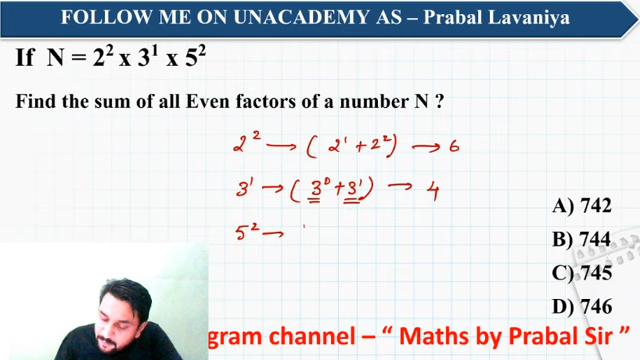 FOLLOW ME ON UNACADEMY AS – Prabal Lavaniya
If N = 2² x 3¹ x 5²
Find the sum of all Even factors of a number N ?
2² → ( 2¹ + 2² ) → 6
3¹ → ( 3⁰ + 3¹ ) → 4
5² →
A) 742
B) 744
C) 745
D) 746
gram channel – “ Maths by Prabal Sir ”